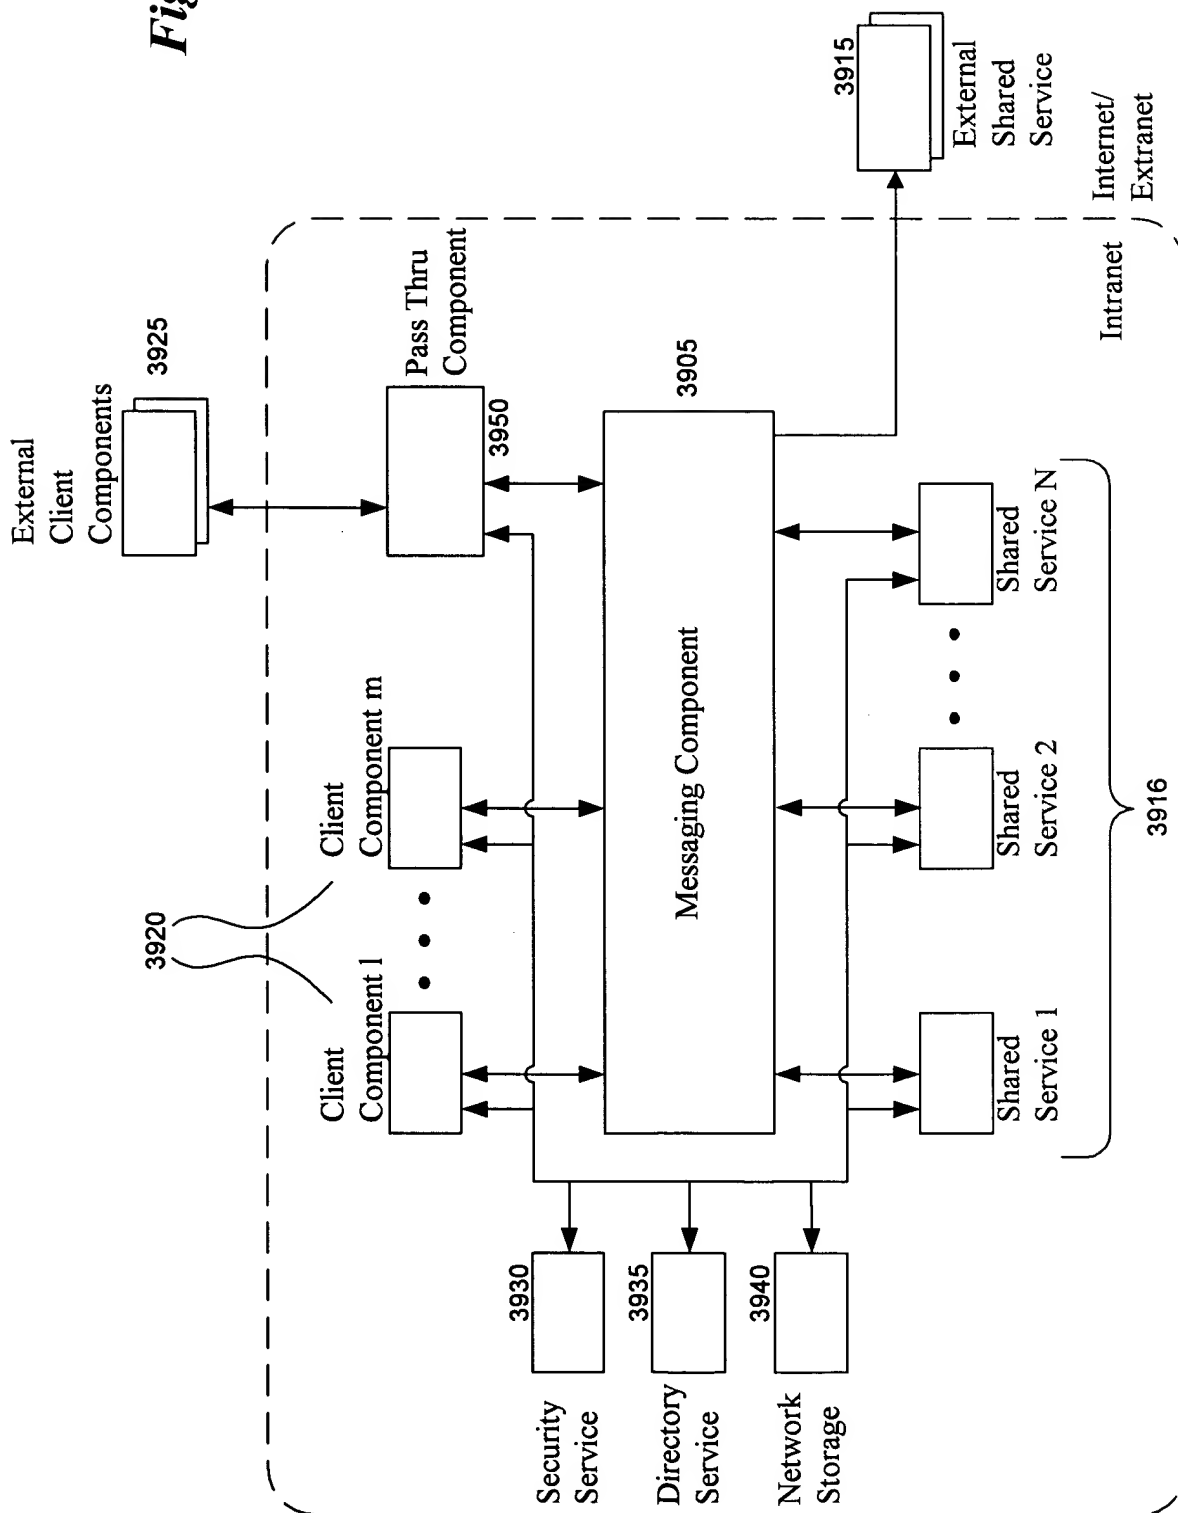 Fig
External
Client
Components
3925
3915
External
Shared
Service
Internet/
Extranet
Intranet
Pass Thru
Component
3950
3905
Messaging Component
3920
Client
Component 1
Client
Component m
Security
Service
3930
Directory
Service
3935
Network
Storage
3940
Shared
Service 1
Shared
Service 2
Shared
Service N
3916